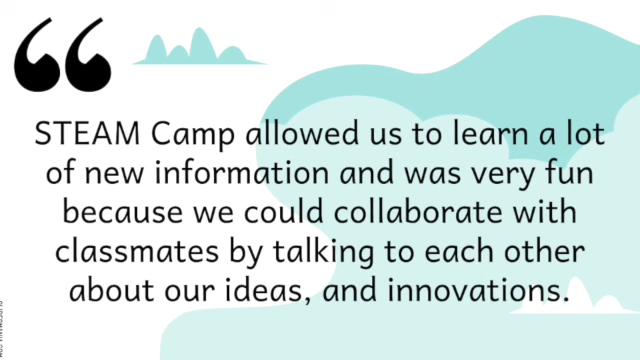 STEAM Camp allowed us to learn a lot
of new information and was very fun
because we could collaborate with
classmates by talking to each other
about our ideas, and innovations.